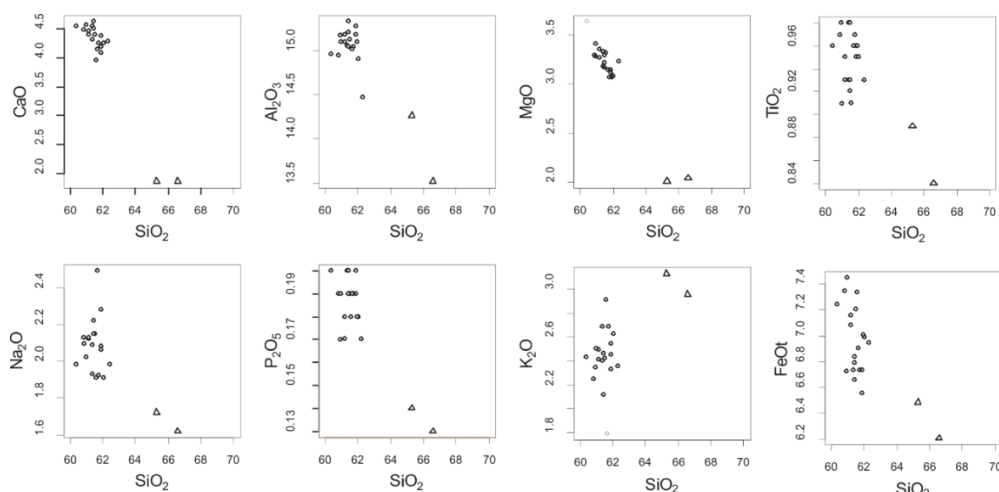 CaO
4.5
4.0
3.5
3.0
2.5
2.0
60 62 64 66 68 70
SiO2
Al2O3
15.0
14.5
14.0
13.5
60 62 64 66 68 70
SiO2
MgO
3.5
3.0
2.5
2.0
60 62 64 66 68 70
SiO2
TiO2
0.96
0.92
0.88
0.84
60 62 64 66 68 70
SiO2
Na2O
2.4
2.2
2.0
1.8
1.6
60 62 64 66 68 70
SiO2
P2O5
0.19
0.17
0.15
0.13
60 62 64 66 68 70
SiO2
K2O
3.0
2.6
2.2
1.8
60 62 64 66 68 70
SiO2
FeOt
7.4
7.2
7.0
6.8
6.4
6.2
60 62 64 66 68 70
SiO2